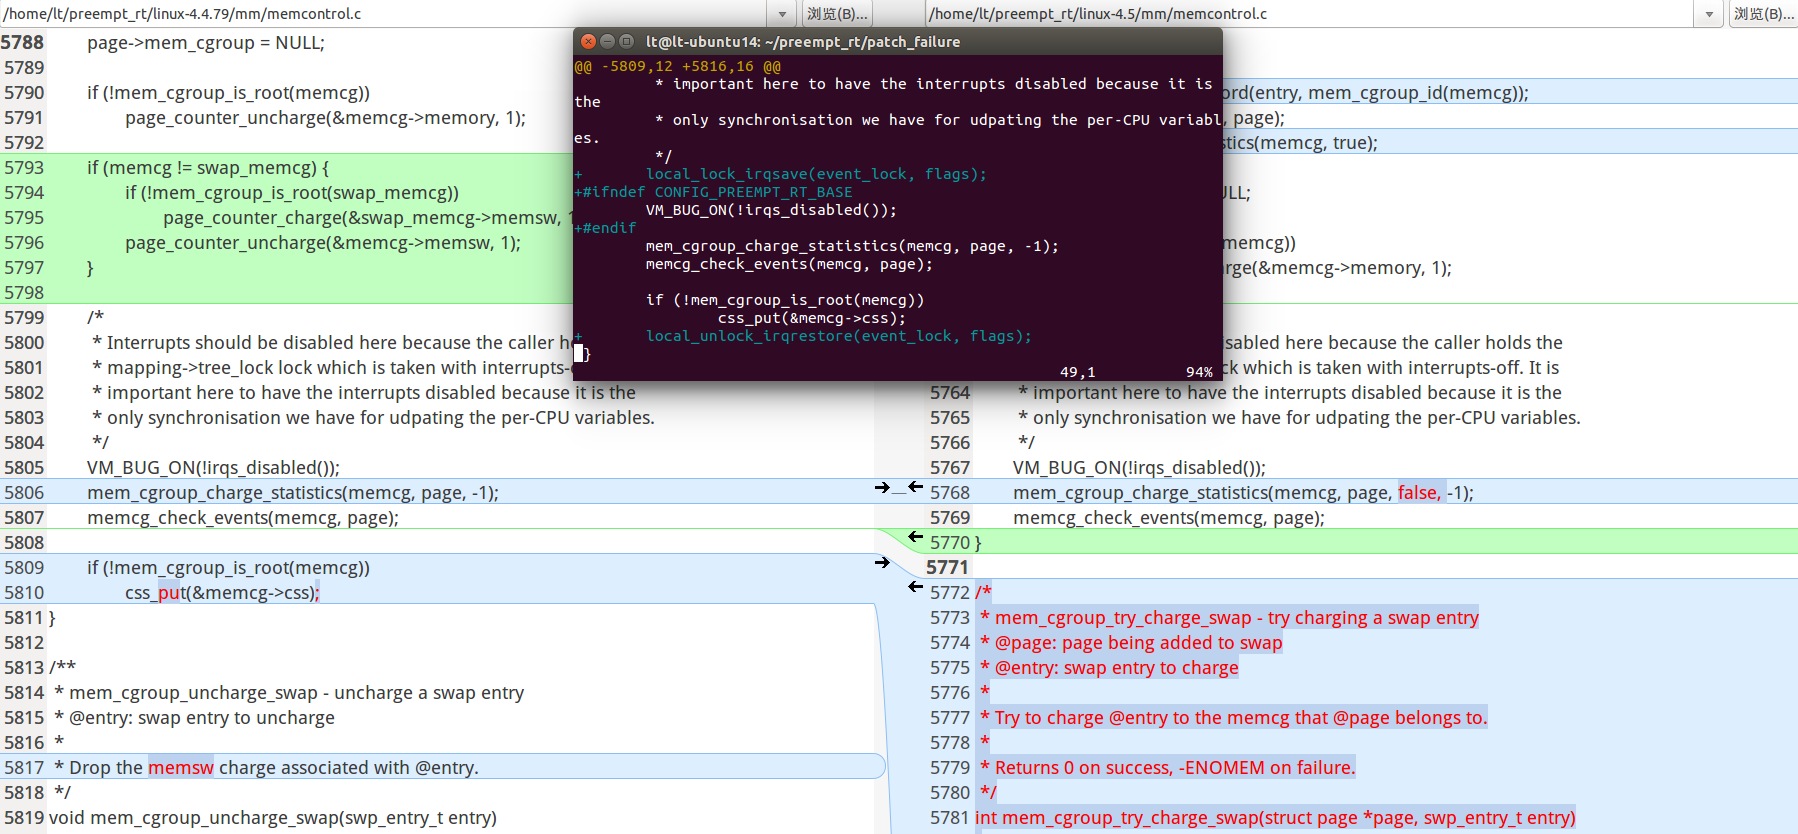 /home/lt/preempt_rt/linux-4.4.79/mm/memcontrol.c
浏览(B)...
5788 page->mem_cgroup = NULL;
5789
5790 if (!mem_cgroup_is_root(memcg))
5791 page_counter_uncharge(&memcg->memory, 1);
5792
5793 if (memcg != swap_memcg) {
5794 if (!mem_cgroup_is_root(swap_memcg))
5795 page_counter_charge(&swap_memcg->memsw, 1
5796 page_counter_uncharge(&memcg->memsw, 1);
5797 }
5798
5799 /*
5800 * Interrupts should be disabled here because the caller h
5801 * mapping->tree_lock lock which is taken with interrupts-
5802 * important here to have the interrupts disabled because it is the
5803 * only synchronisation we have for udpating the per-CPU variables.
5804 */
5805 VM_BUG_ON(!irqs_disabled());
5806 mem_cgroup_charge_statistics(memcg, page, -1);
5807 memcg_check_events(memcg, page);
5808
5809 if (!mem_cgroup_is_root(memcg))
5810 css_put(&memcg->css);
5811 }
5812
5813 /**
5814 * mem_cgroup_uncharge_swap - uncharge a swap entry
5815 * @entry: swap entry to uncharge
5816 *
5817 * Drop the memsw charge associated with @entry.
5818 */
5819 void mem_cgroup_uncharge_swap(swp_entry_t entry)
lt@lt-ubuntu14: ~/preempt_rt/patch_failure
@@ -5809,12 +5816,16 @@
* important here to have the interrupts disabled because it is
the
* only synchronisation we have for udpating the per-CPU variabl
es.
*/
+ local_lock_irqsave(event_lock, flags);
+#ifndef CONFIG_PREEMPT_RT_BASE
VM_BUG_ON(!irqs_disabled());
+#endif
mem_cgroup_charge_statistics(memcg, page, -1);
memcg_check_events(memcg, page);
if (!mem_cgroup_is_root(memcg))
css_put(&memcg->css);
+ local_unlock_irqrestore(event_lock, flags);
}
49,1 94%
/home/lt/preempt_rt/linux-4.5/mm/memcontrol.c
浏览(B)...
ord(entry, mem_cgroup_id(memcg));
page);
stics(memcg, true);
ULL;
memcg))
rge(&memcg->memory, 1);
sabled here because the caller holds the
ck which is taken with interrupts-off. It is
5764 * important here to have the interrupts disabled because it is the
5765 * only synchronisation we have for udpating the per-CPU variables.
5766 */
5767 VM_BUG_ON(!irqs_disabled());
5768 mem_cgroup_charge_statistics(memcg, page, false, -1);
5769 memcg_check_events(memcg, page);
5770 }
5771
5772 /*
5773 * mem_cgroup_try_charge_swap - try charging a swap entry
5774 * @page: page being added to swap
5775 * @entry: swap entry to charge
5776 *
5777 * Try to charge @entry to the memcg that @page belongs to.
5778 *
5779 * Returns 0 on success, -ENOMEM on failure.
5780 */
5781 int mem_cgroup_try_charge_swap(struct page *page, swp_entry_t entry)